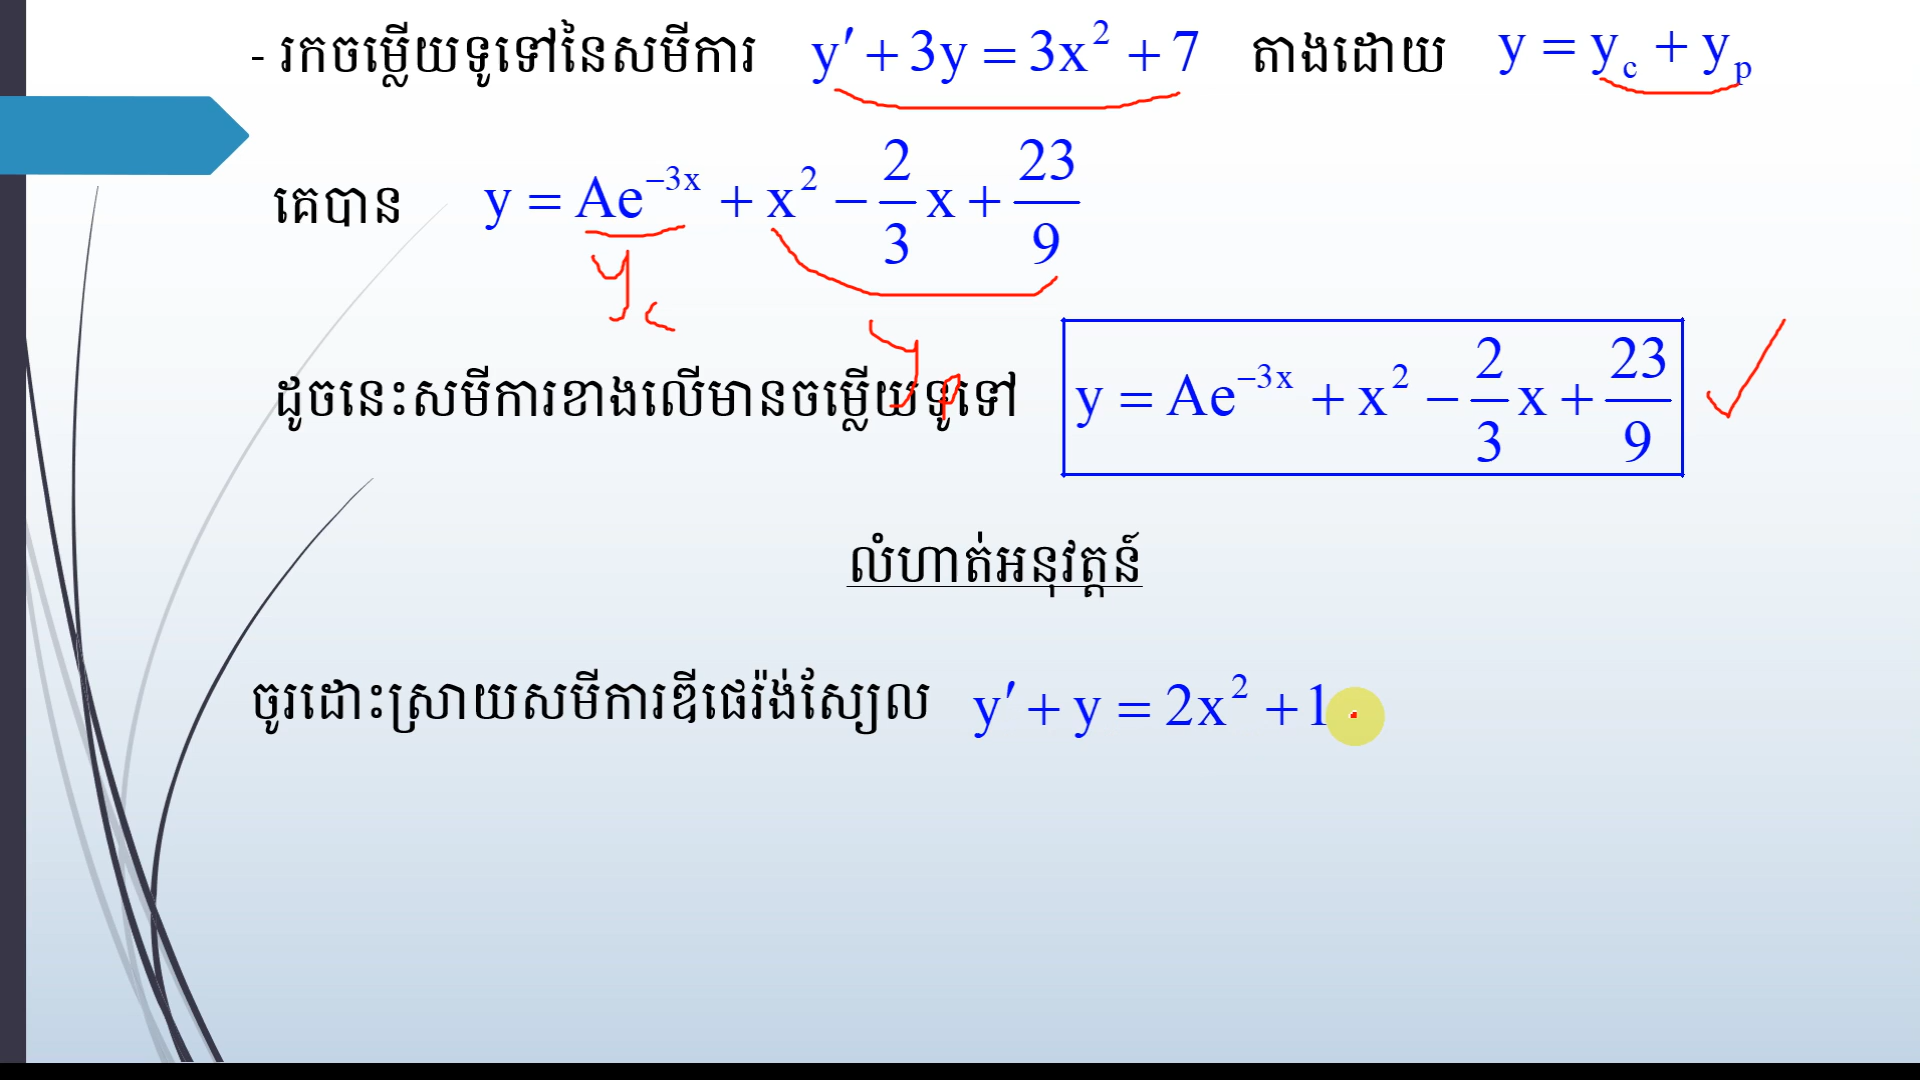 - រកចម្លើយទូទៅនៃសមីការ y′ + 3y = 3x² + 7 តាងដោយ y = y_c + y_p
គេបាន y = Ae^{-3x} + x² − 2/3 x + 23/9
y_c
y_p
ដូចនេះសមីការខាងលើមានចម្លើយទូទៅ y = Ae^{-3x} + x² − 2/3 x + 23/9
លំហាត់អនុវត្តន៍
ចូរដោះស្រាយសមីការឌីផេរ៉ង់ស្យែល y′ + y = 2x² + 1